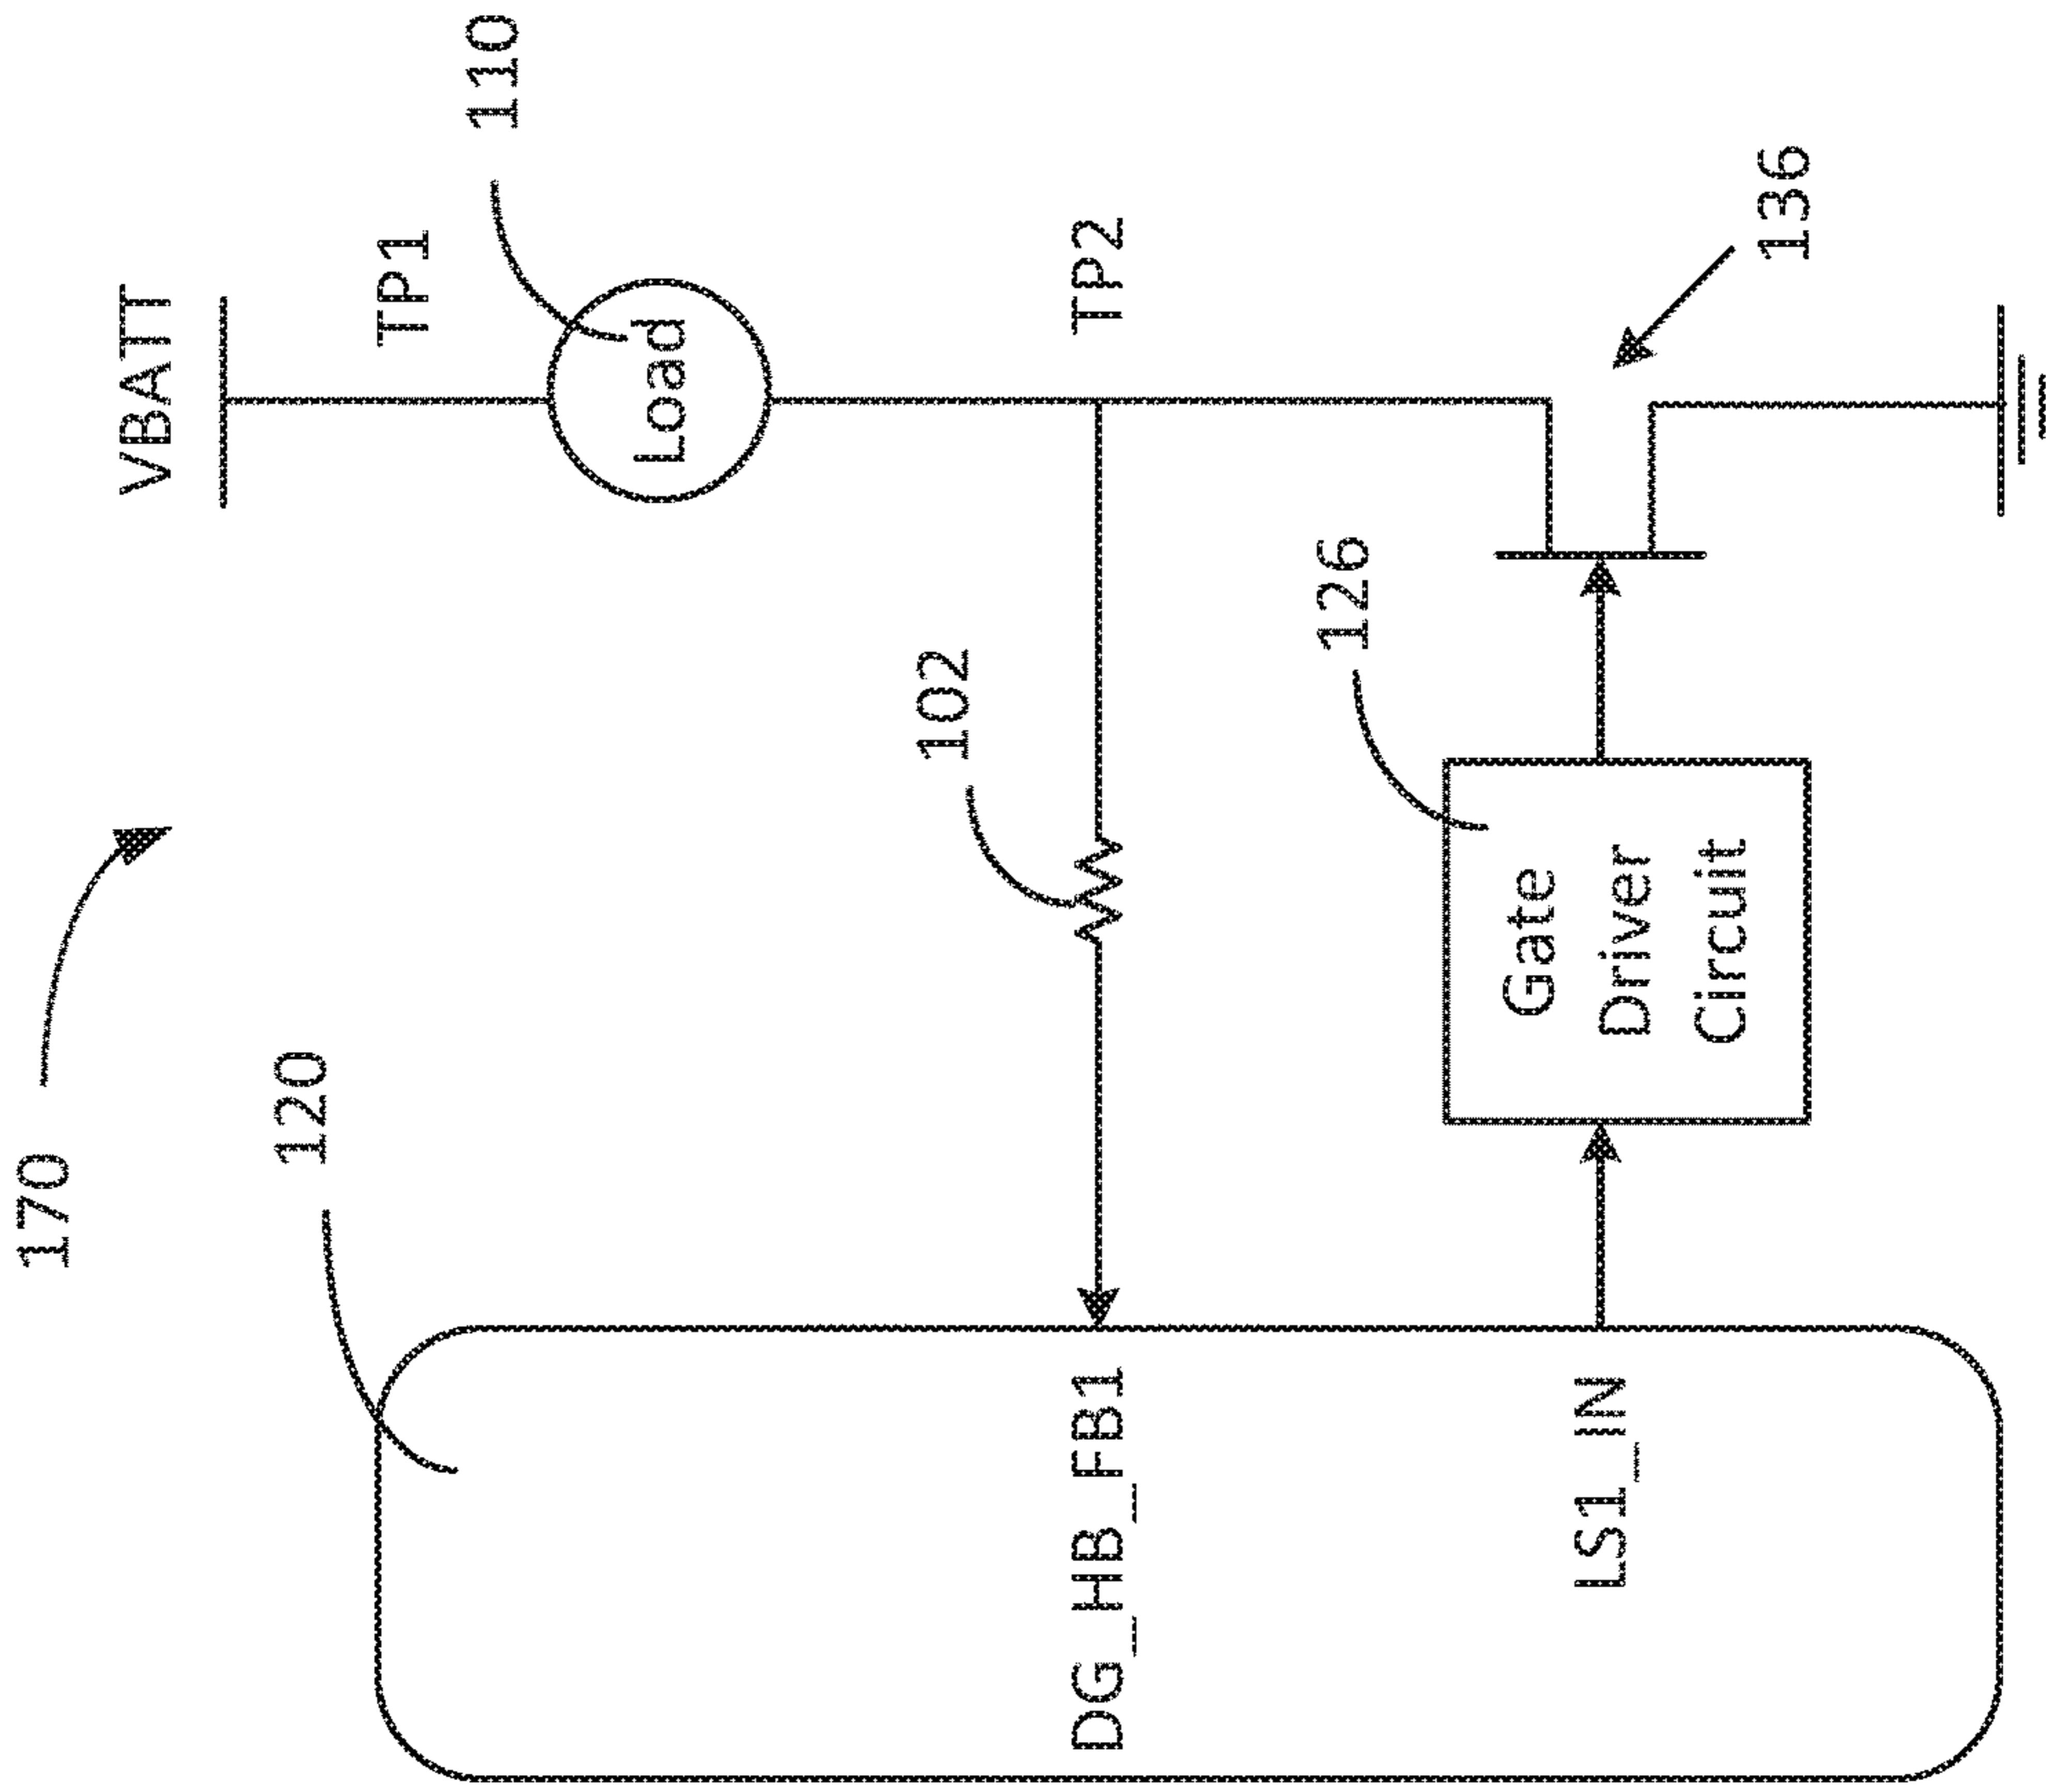 170
120
DG_HB_FB1
LS1_IN
102
126
Gate
Driver
Circuit
VBATT
TP1
110
Load
TP2
136